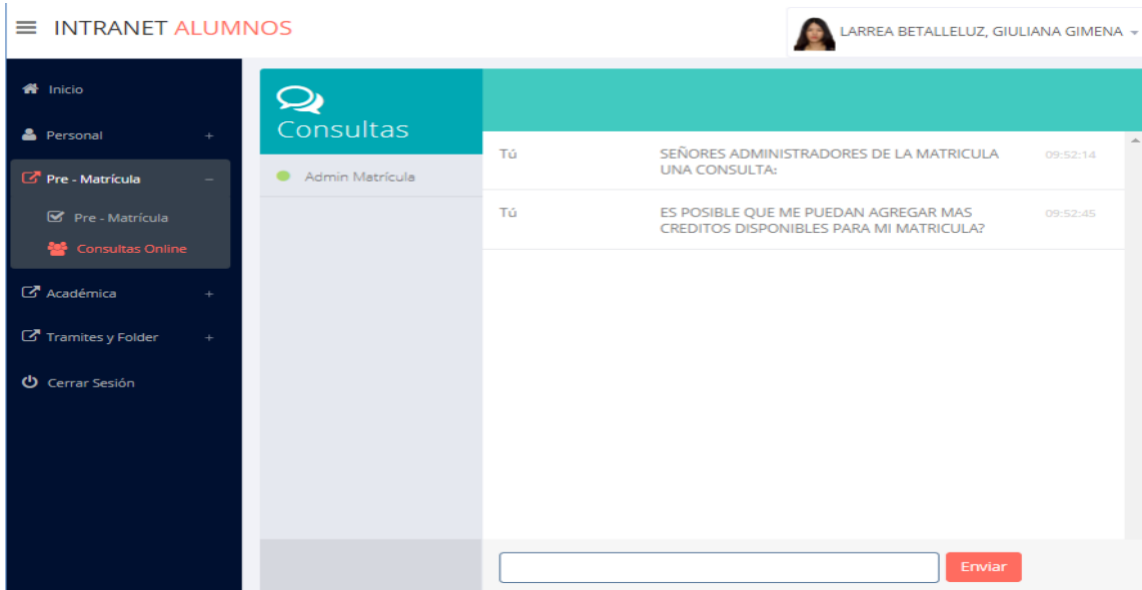 INTRANET ALUMNOS
LARREA BETALLELUZ, GIULIANA GIMENA
Inicio
Personal +
Pre - Matrícula –
Pre - Matrícula
Consultas Online
Académica +
Tramites y Folder +
Cerrar Sesión
Consultas
Admin Matrícula
Tú SEÑORES ADMINISTRADORES DE LA MATRICULA 09:52:14
UNA CONSULTA:
Tú ES POSIBLE QUE ME PUEDAN AGREGAR MAS 09:52:45
CREDITOS DISPONIBLES PARA MI MATRICULA?
Enviar